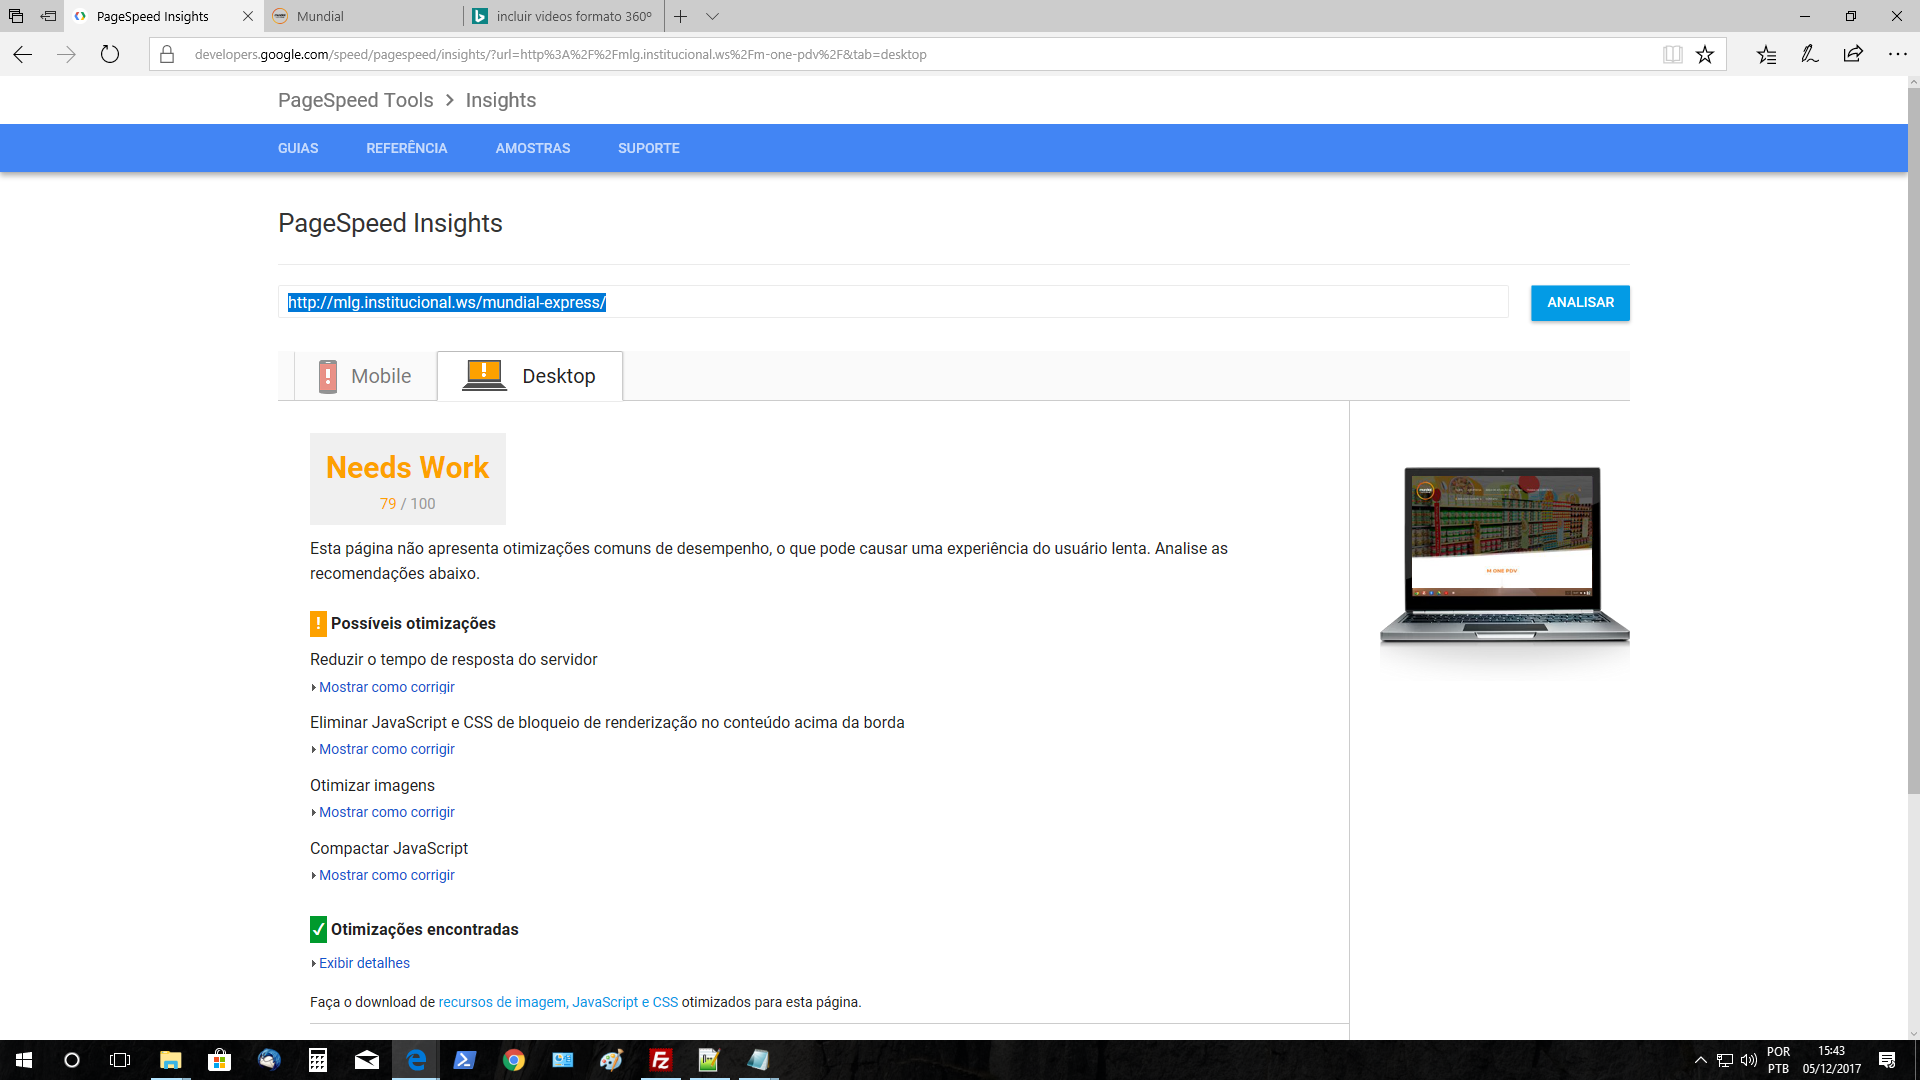 PageSpeed Insights
Mundial
incluir videos formato 360º
developers.google.com/speed/pagespeed/insights/?url=http%3A%2F%2Fmlg.institucional.ws%2Fm-one-pdv%2F&tab=desktop
PageSpeed Tools > Insights
GUIAS
REFERÊNCIA
AMOSTRAS
SUPORTE
PageSpeed Insights
http://mlg.institucional.ws/mundial-express/
ANALISAR
Mobile
Desktop
Needs Work
79 / 100
Esta página não apresenta otimizações comuns de desempenho, o que pode causar uma experiência do usuário lenta. Analise as
recomendações abaixo.
! Possíveis otimizações
Reduzir o tempo de resposta do servidor
Mostrar como corrigir
Eliminar JavaScript e CSS de bloqueio de renderização no conteúdo acima da borda
Mostrar como corrigir
Otimizar imagens
Mostrar como corrigir
Compactar JavaScript
Mostrar como corrigir
Otimizações encontradas
Exibir detalhes
Faça o download de recursos de imagem, JavaScript e CSS otimizados para esta página.
M ONE PDV
POR
PTB
15:43
05/12/2017